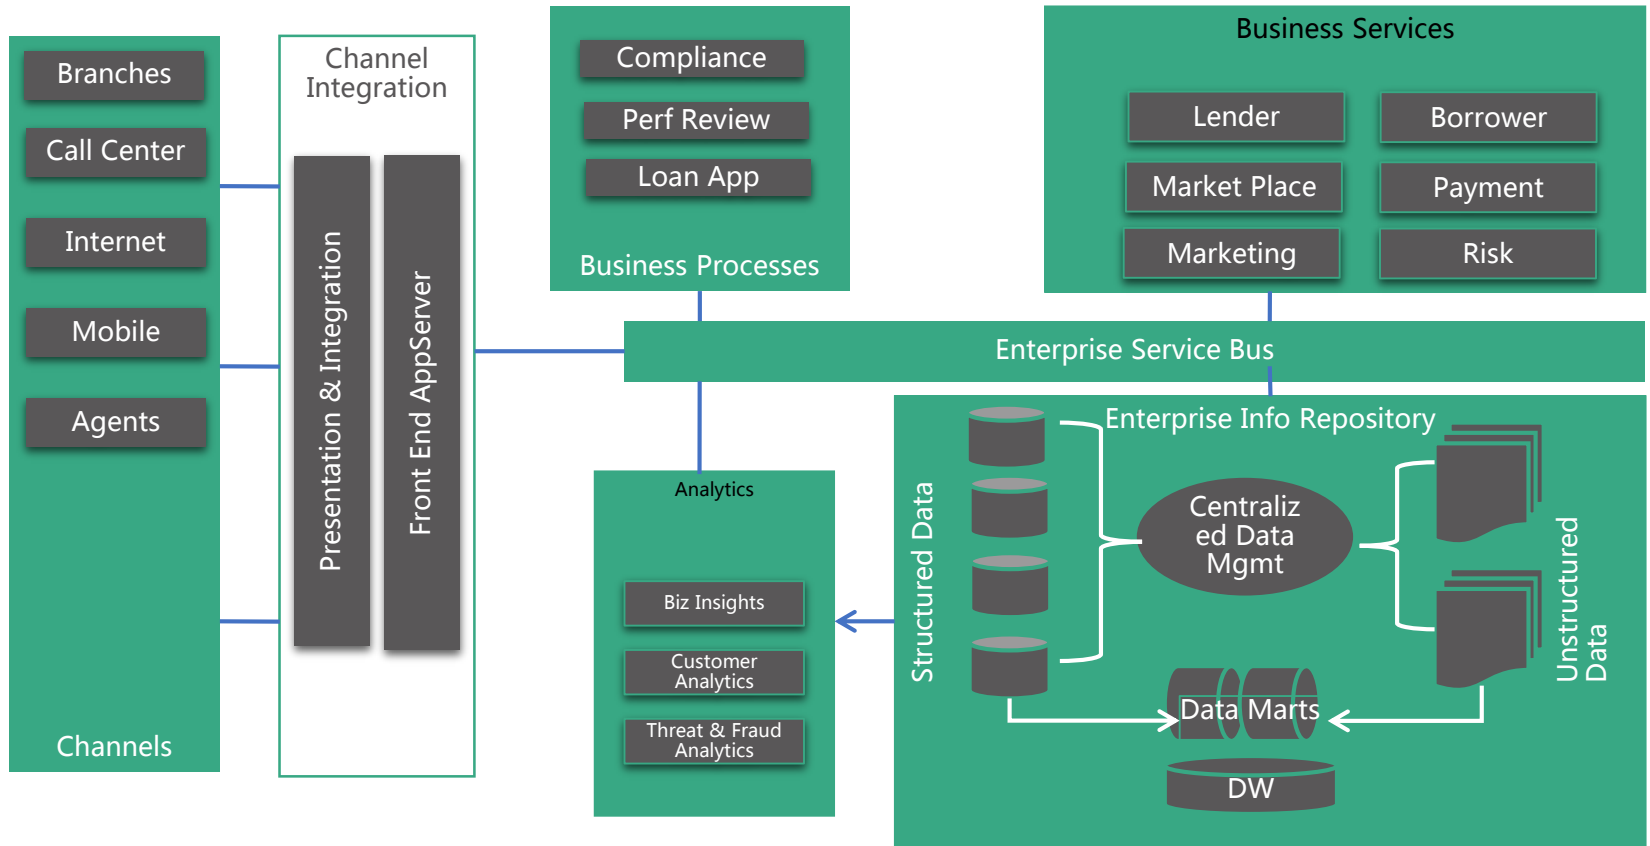 Branches
Call Center
Internet
Mobile
Agents
Channels
Channel
Integration
Presentation & Integration
Front End AppServer
Compliance
Perf Review
Loan App
Business Processes
Business Services
Lender
Borrower
Market Place
Payment
Marketing
Risk
Enterprise Service Bus
Analytics
Biz Insights
Customer
Analytics
Threat & Fraud
Analytics
Enterprise Info Repository
Structured Data
Centraliz
ed Data
Mgmt
Unstructured
Data
Data Marts
DW